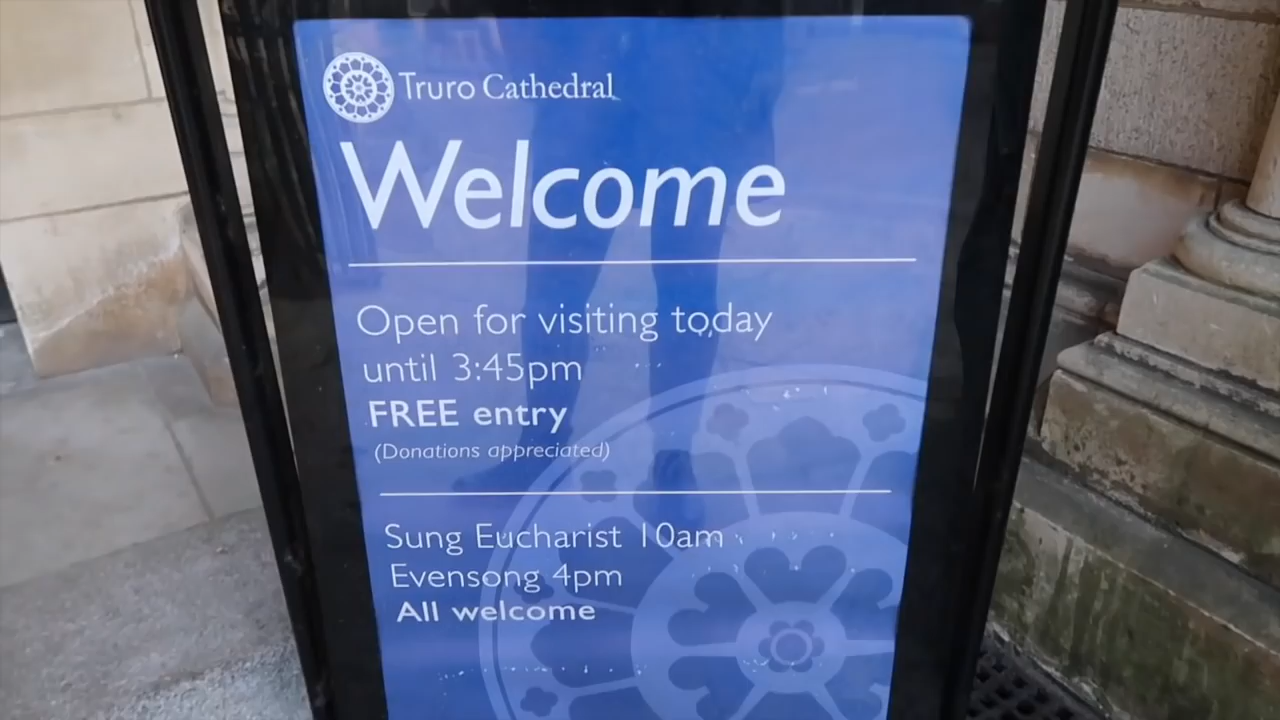 Truro Cathedral
Welcome
Open for visiting today
until 3:45pm
FREE entry
(Donations appreciated)
Sung Eucharist 10am
Evensong 4pm
All welcome